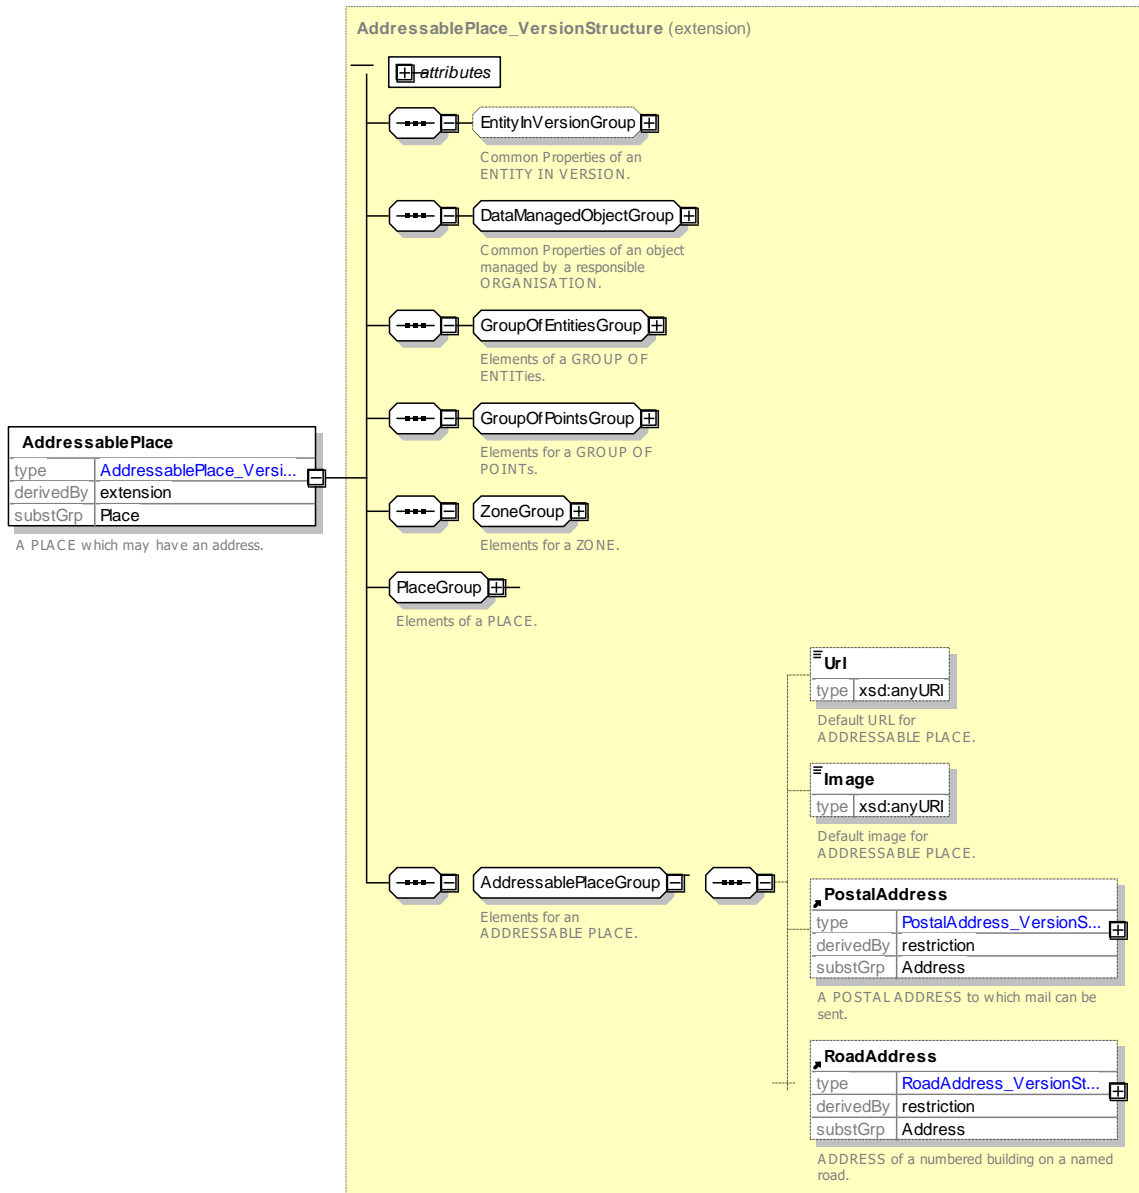 AddressablePlace_VersionStructure (extension)
attributes
EntityInVersionGroup
Common Properties of an
ENTITY IN VERSION.
DataManagedObjectGroup
Common Properties of an object
managed by a responsible
ORGANISATION.
GroupOfEntitiesGroup
Elements of a GROUP OF
ENTITies.
GroupOfPointsGroup
Elements for a GROUP OF
POINTs.
AddressablePlace
type AddressablePlace_Versi...
derivedBy extension
substGrp Place
A PLACE which may have an address.
ZoneGroup
Elements for a ZONE.
PlaceGroup
Elements of a PLACE.
Url
type xsd:anyURI
Default URL for
ADDRESSABLE PLACE.
Image
type xsd:anyURI
Default image for
ADDRESSABLE PLACE.
AddressablePlaceGroup
Elements for an
ADDRESSABLE PLACE.
PostalAddress
type PostalAddress_VersionS...
derivedBy restriction
substGrp Address
A POSTAL ADDRESS to which mail can be
sent.
RoadAddress
type RoadAddress_VersionSt...
derivedBy restriction
substGrp Address
ADDRESS of a numbered building on a named
road.